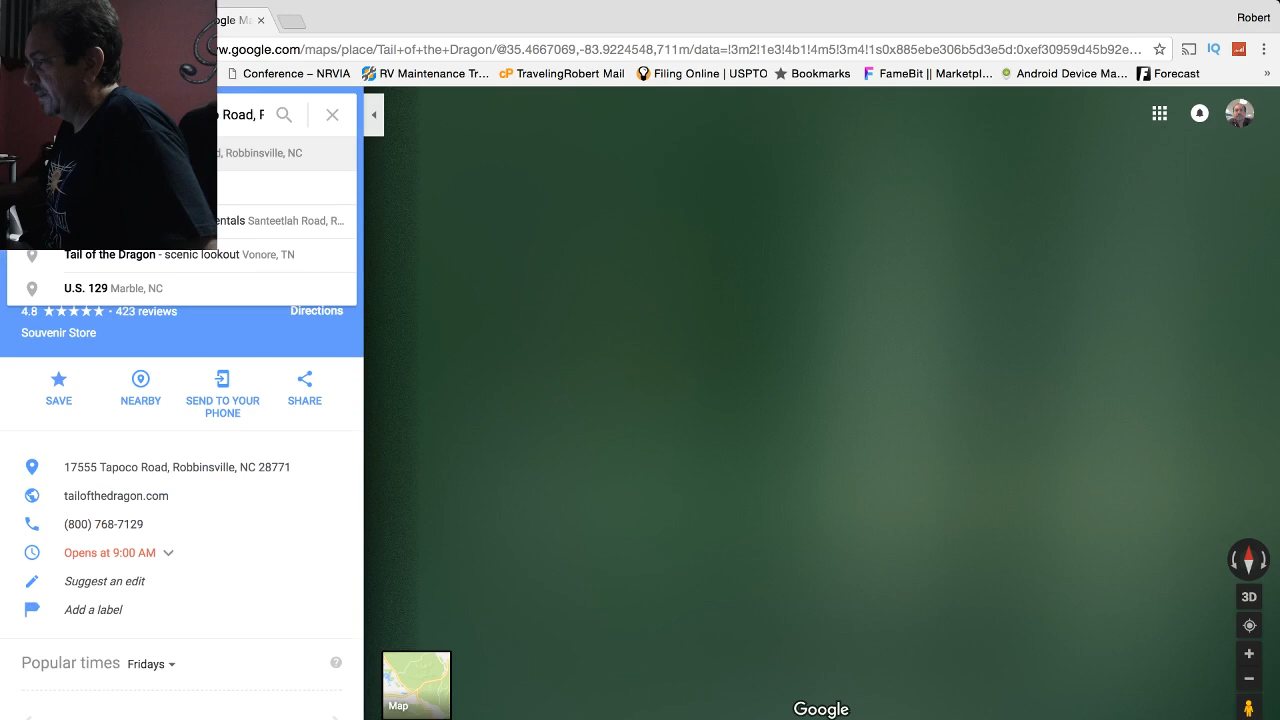 ogle Ma
Robert
w.google.com/maps/place/Tail+of+the+Dragon/@35.4667069,-83.9224548,711m/data=!3m2!1e3!4b1!4m5!3m4!1s0x885ebe306b5d3e5d:0xef30959d45b92e...
Conference – NRVIA
RV Maintenance Tr...
cP TravelingRobert Mail
Filing Online | USPTO
Bookmarks
FameBit || Marketpl...
Android Device Ma...
Forecast
»
Road, F
d, Robbinsville, NC
entals Santeetlah Road, R...
Tail of the Dragon - scenic lookout Vonore, TN
U.S. 129 Marble, NC
4.8 ★★★★★ · 423 reviews
Directions
Souvenir Store
SAVE
NEARBY
SEND TO YOUR
PHONE
SHARE
17555 Tapoco Road, Robbinsville, NC 28771
tailofthedragon.com
(800) 768-7129
Opens at 9:00 AM
Suggest an edit
Add a label
Popular times Fridays
Map
Google
3D